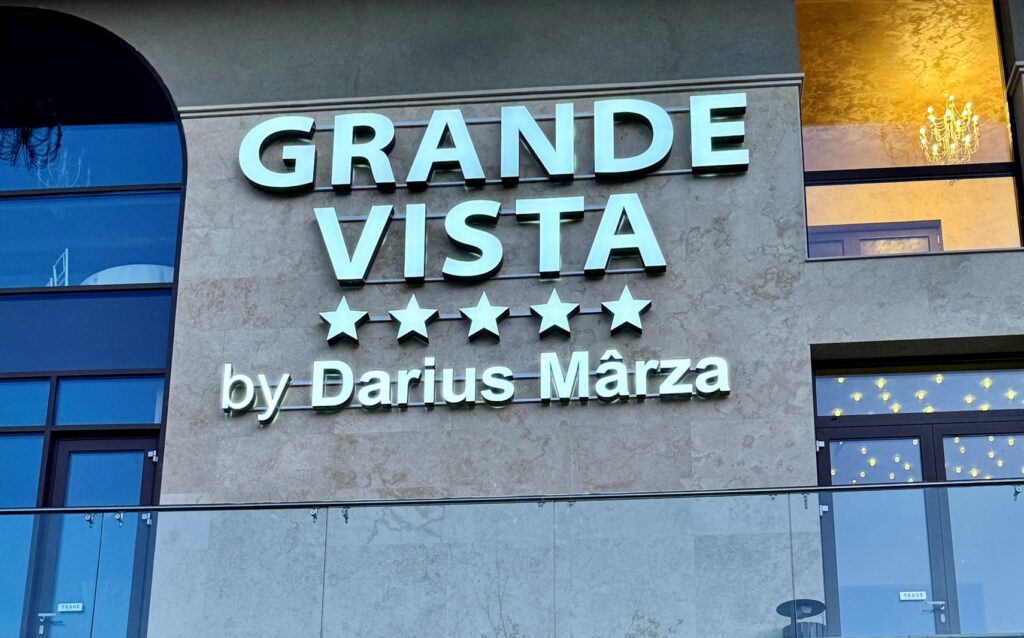 GRANDE
VISTA
by Darius Mârza
TRAGE
TRAGE